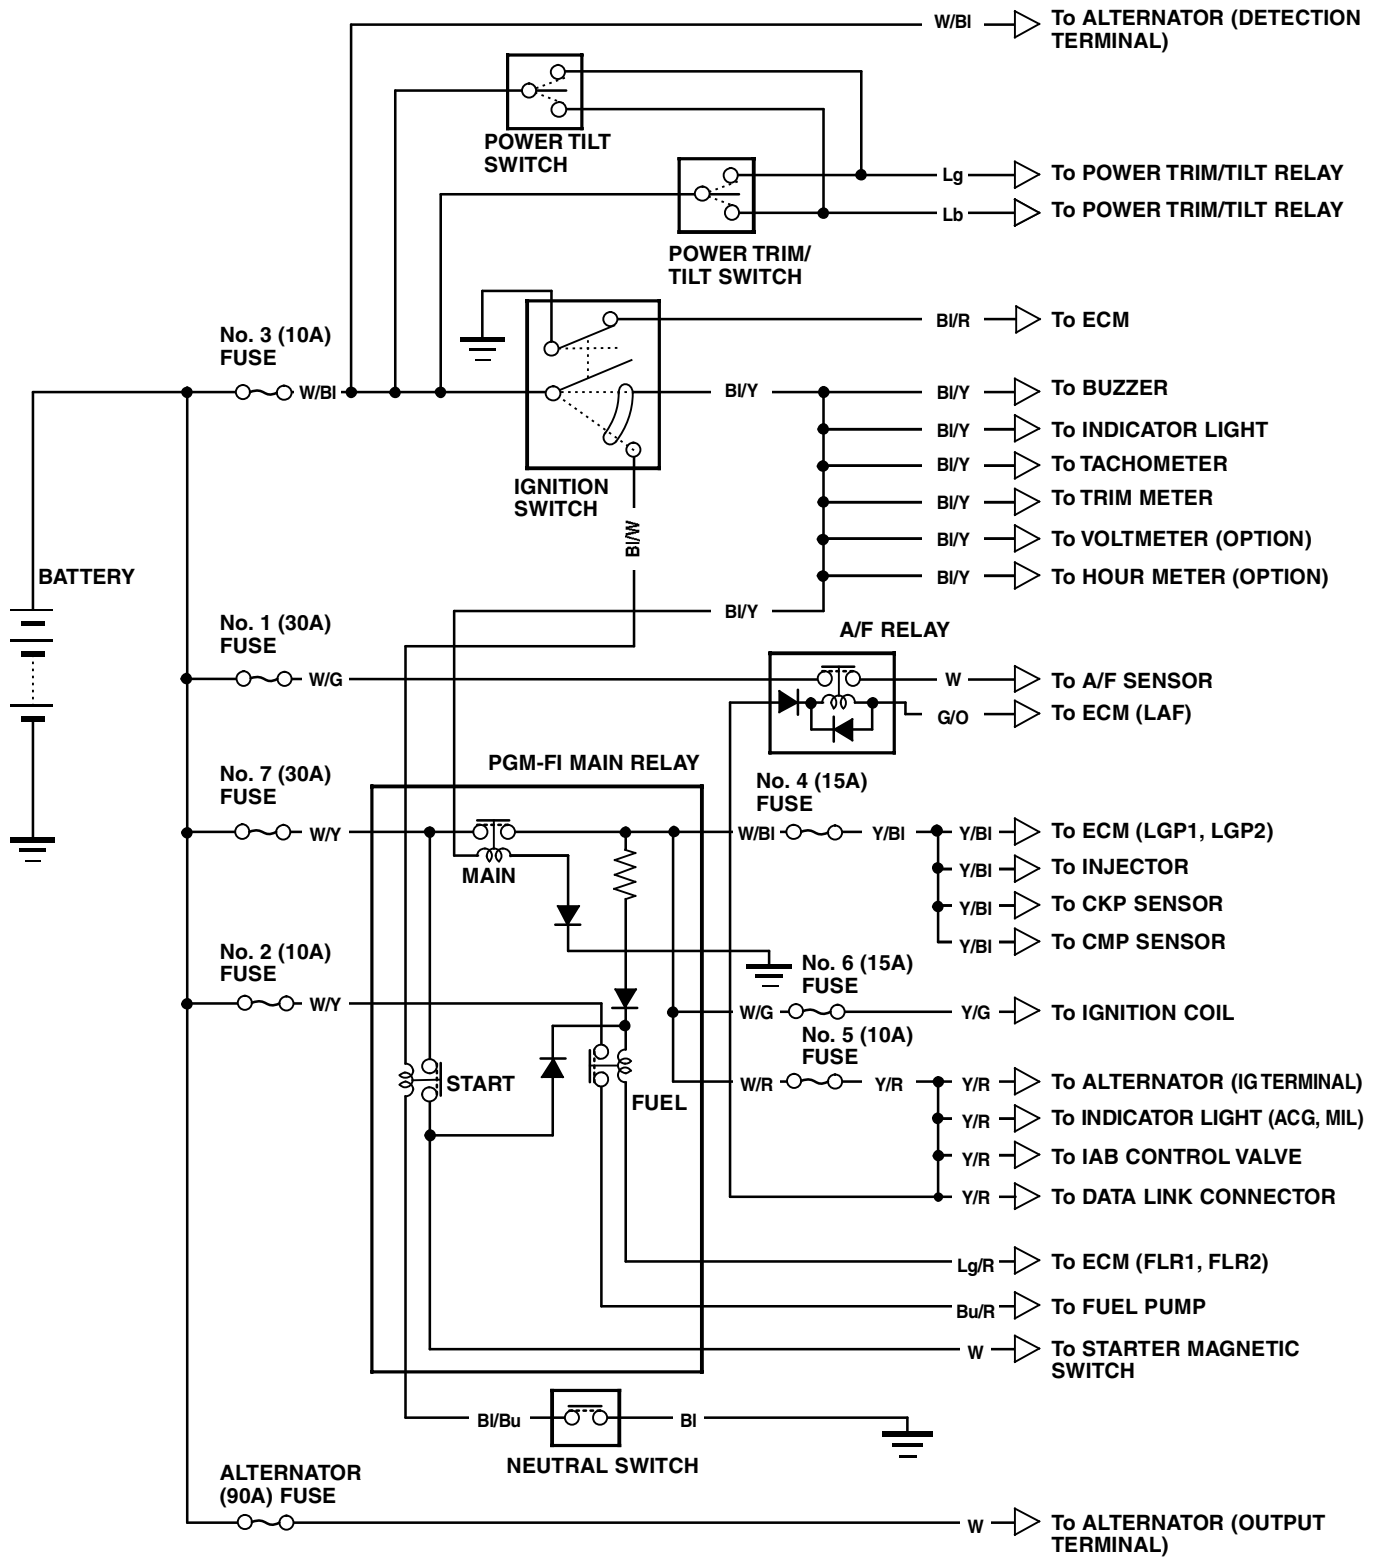 W/Bl
To ALTERNATOR (DETECTION
TERMINAL)
POWER TILT
SWITCH
Lg
To POWER TRIM/TILT RELAY
Lb
To POWER TRIM/TILT RELAY
POWER TRIM/
TILT SWITCH
Bl/R
To ECM
No. 3 (10A)
FUSE
W/Bl
Bl/Y
Bl/Y
To BUZZER
Bl/Y
To INDICATOR LIGHT
Bl/Y
To TACHOMETER
IGNITION
SWITCH
Bl/Y
To TRIM METER
Bl/W
Bl/Y
To VOLTMETER (OPTION)
BATTERY
Bl/Y
To HOUR METER (OPTION)
Bl/Y
No. 1 (30A)
FUSE
A/F RELAY
W/G
W
To A/F SENSOR
G/O
To ECM (LAF)
PGM-FI MAIN RELAY
No. 7 (30A)
FUSE
No. 4 (15A)
FUSE
W/Y
W/Bl
Y/Bl
Y/Bl
To ECM (LGP1, LGP2)
MAIN
Y/Bl
To INJECTOR
Y/Bl
To CKP SENSOR
Y/Bl
To CMP SENSOR
No. 2 (10A)
FUSE
No. 6 (15A)
FUSE
W/Y
W/G
Y/G
To IGNITION COIL
No. 5 (10A)
FUSE
START
W/R
Y/R
Y/R
To ALTERNATOR (IG TERMINAL)
FUEL
Y/R
To INDICATOR LIGHT (ACG, MIL)
Y/R
To IAB CONTROL VALVE
Y/R
To DATA LINK CONNECTOR
Lg/R
To ECM (FLR1, FLR2)
Bu/R
To FUEL PUMP
W
To STARTER MAGNETIC
SWITCH
Bl/Bu
Bl
NEUTRAL SWITCH
ALTERNATOR
(90A) FUSE
W
To ALTERNATOR (OUTPUT
TERMINAL)